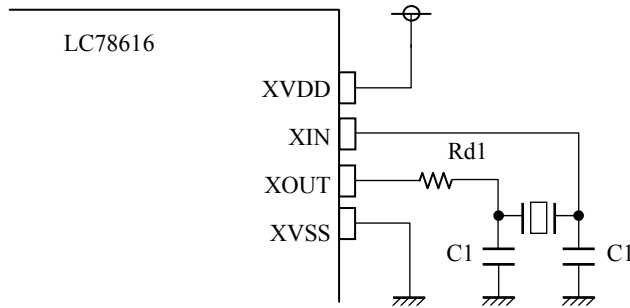 LC78616
XVDD
XIN
Rd1
XOUT
XVSS
C1
C1